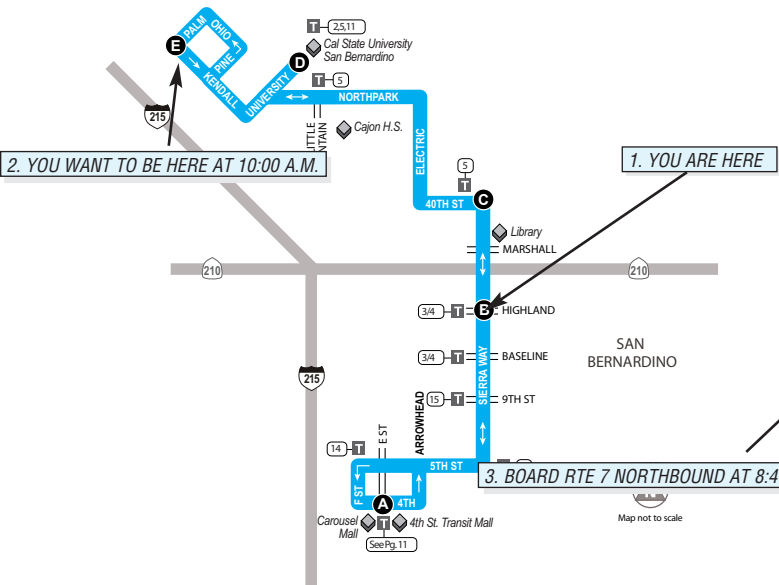 PALM
OHIO
PINE
E
KENDALL
2,5,11
T
Cal State University
San Bernardino
D
UNIVERSITY
T
5
NORTHPARK
215
Cajon H.S.
ELECTRIC
2. YOU WANT TO BE HERE AT 10:00 A.M.
1. YOU ARE HERE
5
T
40TH ST
C
Library
MARSHALL
210
210
3/4
T
B
HIGHLAND
SAN
BERNARDINO
3/4
T
BASELINE
SIERRA WAY
215
15
T
9TH ST
ARROWHEAD
E ST
14
T
5TH ST
3. BOARD RTE 7 NORTHBOUND AT 8:4
F ST
A
4TH
Carousel
Mall
T
4th St. Transit Mall
See Pg. 11
Map not to scale